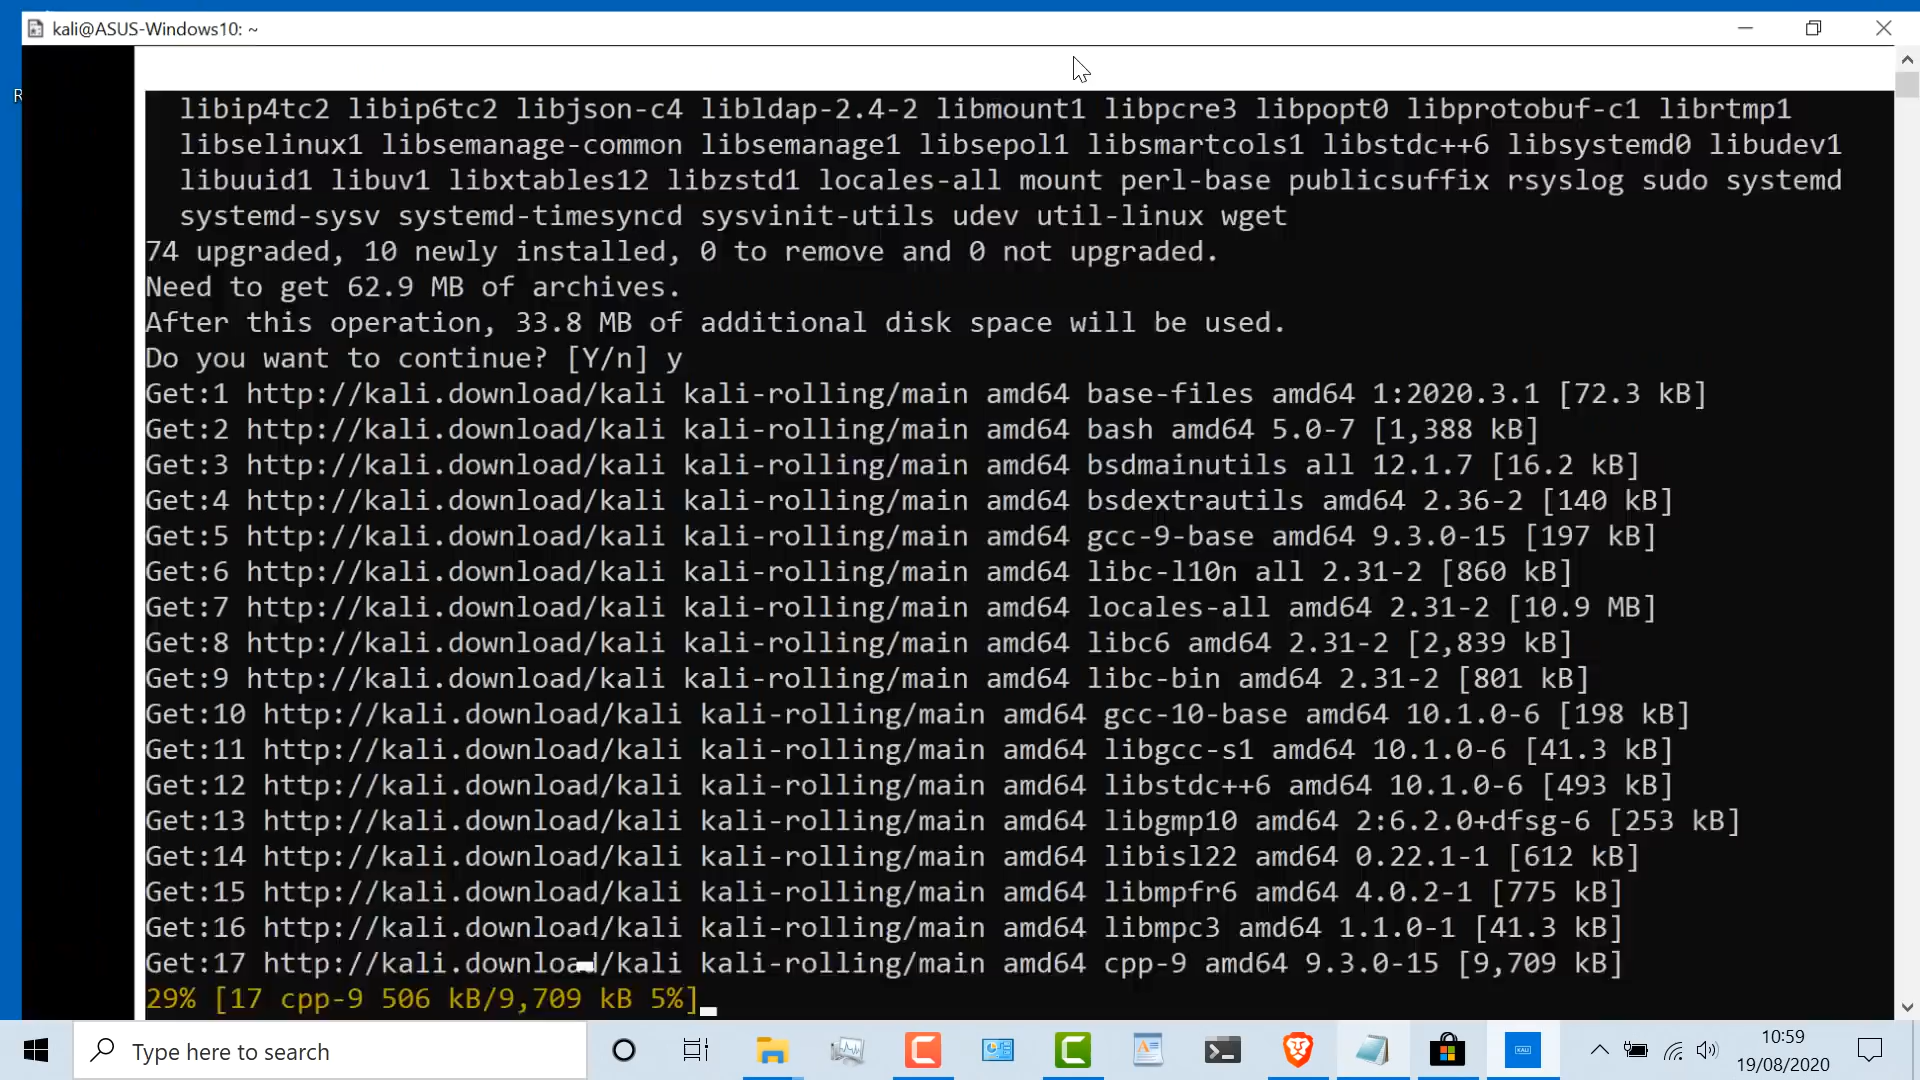 kali@ASUS-Windows10: ~
R
libip4tc2 libip6tc2 libjson-c4 libldap-2.4-2 libmount1 libpcre3 libpopt0 libprotobuf-c1 librtmp1
libselinux1 libsemanage-common libsemanage1 libsepol1 libsmartcols1 libstdc++6 libsystemd0 libudev1
libuuid1 libuv1 libxtables12 libzstd1 locales-all mount perl-base publicsuffix rsyslog sudo systemd
systemd-sysv systemd-timesyncd sysvinit-utils udev util-linux wget
74 upgraded, 10 newly installed, 0 to remove and 0 not upgraded.
Need to get 62.9 MB of archives.
After this operation, 33.8 MB of additional disk space will be used.
Do you want to continue? [Y/n] y
Get:1 http://kali.download/kali kali-rolling/main amd64 base-files amd64 1:2020.3.1 [72.3 kB]
Get:2 http://kali.download/kali kali-rolling/main amd64 bash amd64 5.0-7 [1,388 kB]
Get:3 http://kali.download/kali kali-rolling/main amd64 bsdmainutils all 12.1.7 [16.2 kB]
Get:4 http://kali.download/kali kali-rolling/main amd64 bsdextrautils amd64 2.36-2 [140 kB]
Get:5 http://kali.download/kali kali-rolling/main amd64 gcc-9-base amd64 9.3.0-15 [197 kB]
Get:6 http://kali.download/kali kali-rolling/main amd64 libc-l10n all 2.31-2 [860 kB]
Get:7 http://kali.download/kali kali-rolling/main amd64 locales-all amd64 2.31-2 [10.9 MB]
Get:8 http://kali.download/kali kali-rolling/main amd64 libc6 amd64 2.31-2 [2,839 kB]
Get:9 http://kali.download/kali kali-rolling/main amd64 libc-bin amd64 2.31-2 [801 kB]
Get:10 http://kali.download/kali kali-rolling/main amd64 gcc-10-base amd64 10.1.0-6 [198 kB]
Get:11 http://kali.download/kali kali-rolling/main amd64 libgcc-s1 amd64 10.1.0-6 [41.3 kB]
Get:12 http://kali.download/kali kali-rolling/main amd64 libstdc++6 amd64 10.1.0-6 [493 kB]
Get:13 http://kali.download/kali kali-rolling/main amd64 libgmp10 amd64 2:6.2.0+dfsg-6 [253 kB]
Get:14 http://kali.download/kali kali-rolling/main amd64 libisl22 amd64 0.22.1-1 [612 kB]
Get:15 http://kali.download/kali kali-rolling/main amd64 libmpfr6 amd64 4.0.2-1 [775 kB]
Get:16 http://kali.download/kali kali-rolling/main amd64 libmpc3 amd64 1.1.0-1 [41.3 kB]
Get:17 http://kali.download/kali kali-rolling/main amd64 cpp-9 amd64 9.3.0-15 [9,709 kB]
29% [17 cpp-9 506 kB/9,709 kB 5%]
Type here to search
KALI
10:59
19/08/2020